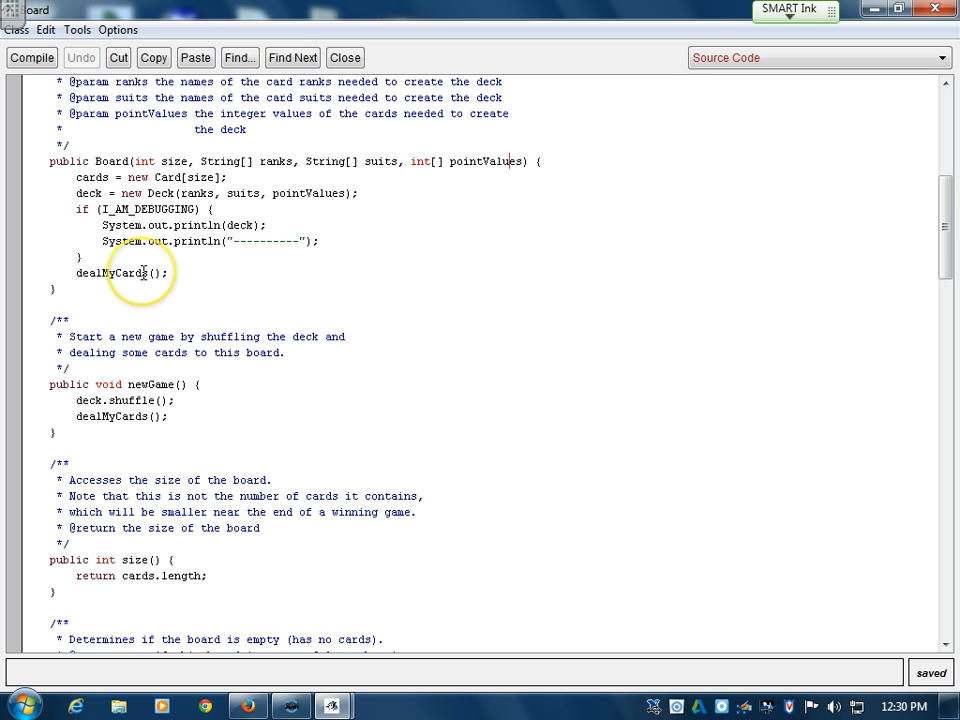 Board
SMART Ink
Class Edit Tools Options
Compile Undo Cut Copy Paste Find... Find Next Close Source Code
* @param ranks the names of the card ranks needed to create the deck
* @param suits the names of the card suits needed to create the deck
* @param pointValues the integer values of the cards needed to create
* the deck
*/
public Board(int size, String[] ranks, String[] suits, int[] pointValues) {
cards = new Card[size];
deck = new Deck(ranks, suits, pointValues);
if (I_AM_DEBUGGING) {
System.out.println(deck);
System.out.println("----------");
}
dealMyCards();
}
/**
* Start a new game by shuffling the deck and
* dealing some cards to this board.
*/
public void newGame() {
deck.shuffle();
dealMyCards();
}
/**
* Accesses the size of the board.
* Note that this is not the number of cards it contains,
* which will be smaller near the end of a winning game.
* @return the size of the board
*/
public int size() {
return cards.length;
}
/**
* Determines if the board is empty (has no cards).
saved
12:30 PM